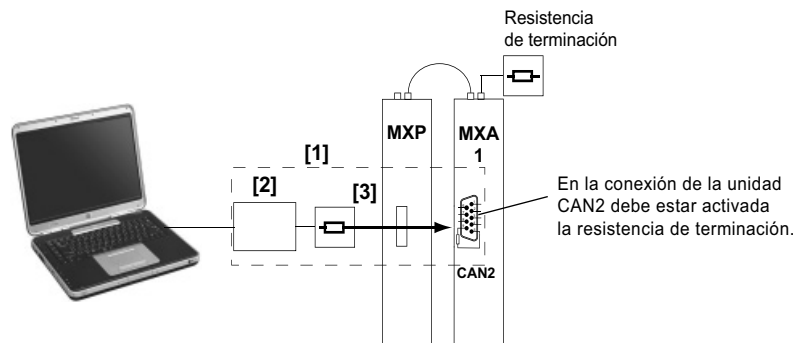 Resistencia
de terminación
MXP
MXA
1
[1]
[2]
[3]
En la conexión de la unidad
CAN2 debe estar activada
la resistencia de terminación.
CAN2